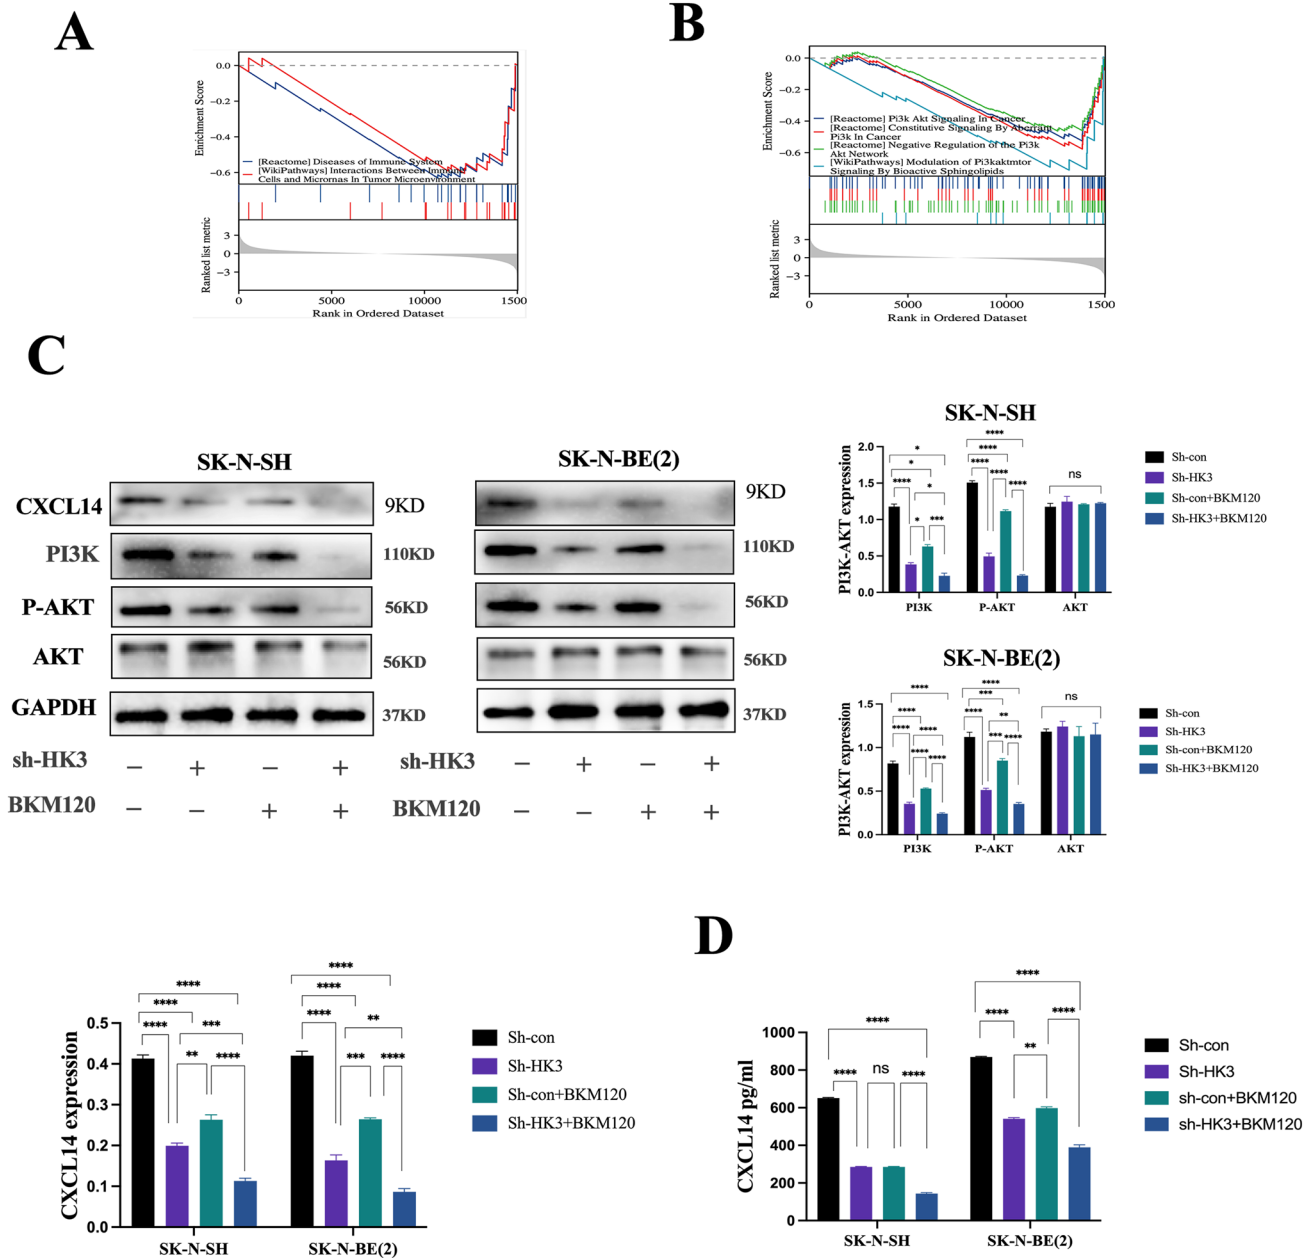 A
0.0
−0.2
−0.4
−0.6
Enrichment Score
[Reactome] Diseases of Immune System
[WikiPathways] Interactions Between Immune
Cells and Micrornas In Tumor Microenvironment
3
0
−3
Ranked list metric
0 5000 10000 1500
Rank in Ordered Dataset
B
0.0
−0.2
−0.4
−0.6
Enrichment Score
[Reactome] Pi3k Akt Signaling In Cancer
[Reactome] Constitutive Signaling By Aberrant
Pi3k In Cancer
[Reactome] Negative Regulation of the Pi3k
Akt Network
[WikiPathways] Modulation of Pi3kaktmtor
Signaling By Bioactive Sphingolipids
3
0
−3
Ranked list metric
0 5000 10000 1500
Rank in Ordered Dataset
C
SK-N-SH
SK-N-BE(2)
CXCL14 9KD 9KD
PI3K 110KD 110KD
P-AKT 56KD 56KD
AKT 56KD 56KD
GAPDH 37KD 37KD
sh-HK3 − + − + sh-HK3 − + − +
BKM120 − − + + BKM120 − − + +
SK-N-SH
PI3K-AKT expression
2.0
1.5
1.0
0.5
0.0
*
*
**** *
* ***
****
****
**** **** ****
ns
PI3K P-AKT AKT
Sh-con
Sh-HK3
Sh-con+BKM120
Sh-HK3+BKM120
SK-N-BE(2)
PI3K-AKT expression
1.5
1.0
0.5
0.0
****
****
**** ****
**** ****
****
***
**** **
*** ****
ns
PI3K P-AKT AKT
Sh-con
Sh-HK3
Sh-con+BKM120
Sh-HK3+BKM120
CXCL14 expression
0.5
0.4
0.3
0.2
0.1
0.0
****
****
**** ***
** ****
****
****
**** **
*** ****
SK-N-SH SK-N-BE(2)
Sh-con
Sh-HK3
Sh-con+BKM120
Sh-HK3+BKM120
D
CXCL14 pg/ml
1000
800
600
400
200
0
****
**** ns ****
****
**** ****
**
SK-N-SH SK-N-BE(2)
Sh-con
Sh-HK3
sh-con+BKM120
sh-HK3+BKM120